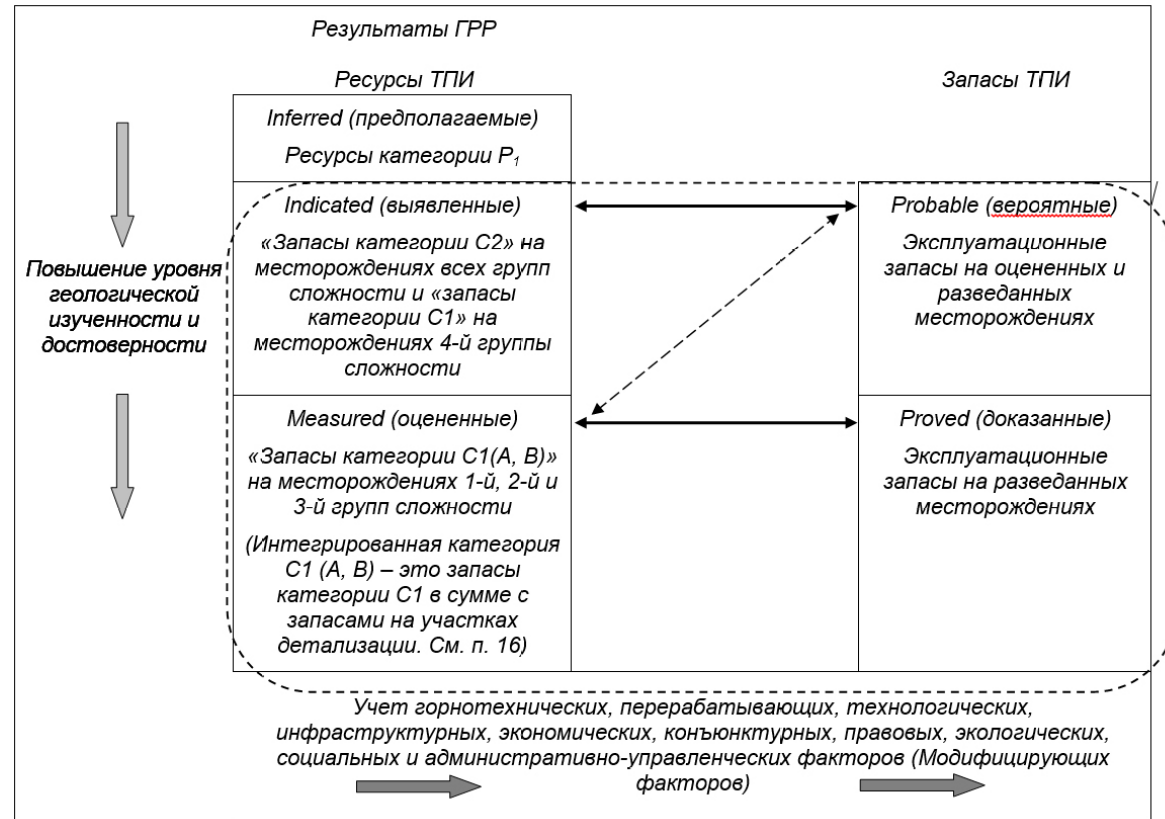 Результаты ГРР
Ресурсы ТПИ
Запасы ТПИ
Inferred (предполагаемые)
Ресурсы категории P₁
Повышение уровня
геологической
изученности и
достоверности
Indicated (выявленные)
«Запасы категории С2» на
месторождениях всех групп
сложности и «запасы
категории С1» на
месторождениях 4-й группы
сложности
Probable (вероятные)
Эксплуатационные
запасы на оцененных и
разведанных
месторождениях
Measured (оцененные)
«Запасы категории С1(А, В)»
на месторождениях 1-й, 2-й и
3-й групп сложности
(Интегрированная категория
С1 (А, В) – это запасы
категории С1 в сумме с
запасами на участках
детализации. См. п. 16)
Proved (доказанные)
Эксплуатационные
запасы на разведанных
месторождениях
Учет горнотехнических, перерабатывающих, технологических,
инфраструктурных, экономических, конъюнктурных, правовых, экологических,
социальных и административно-управленческих факторов (Модифицирующих
факторов)